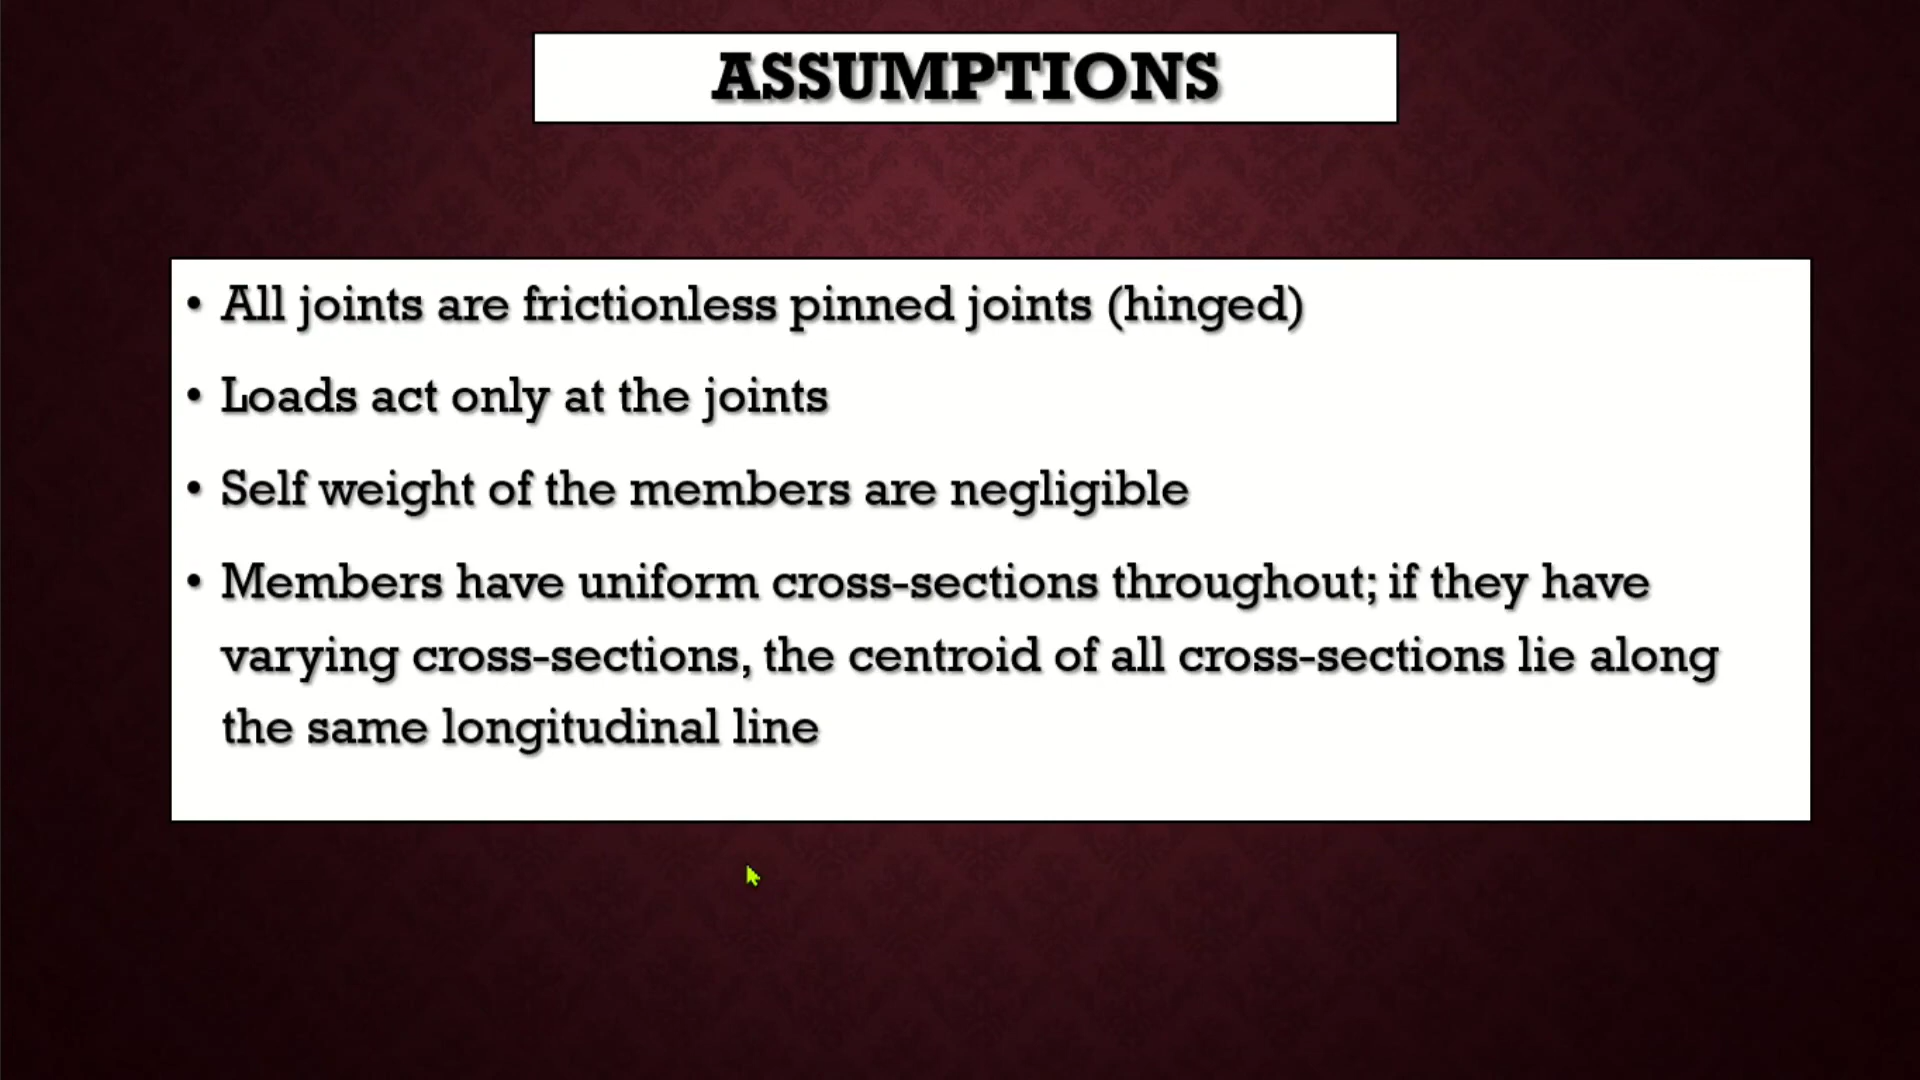 ASSUMPTIONS
• All joints are frictionless pinned joints (hinged)
• Loads act only at the joints
• Self weight of the members are negligible
• Members have uniform cross-sections throughout; if they have
varying cross-sections, the centroid of all cross-sections lie along
the same longitudinal line